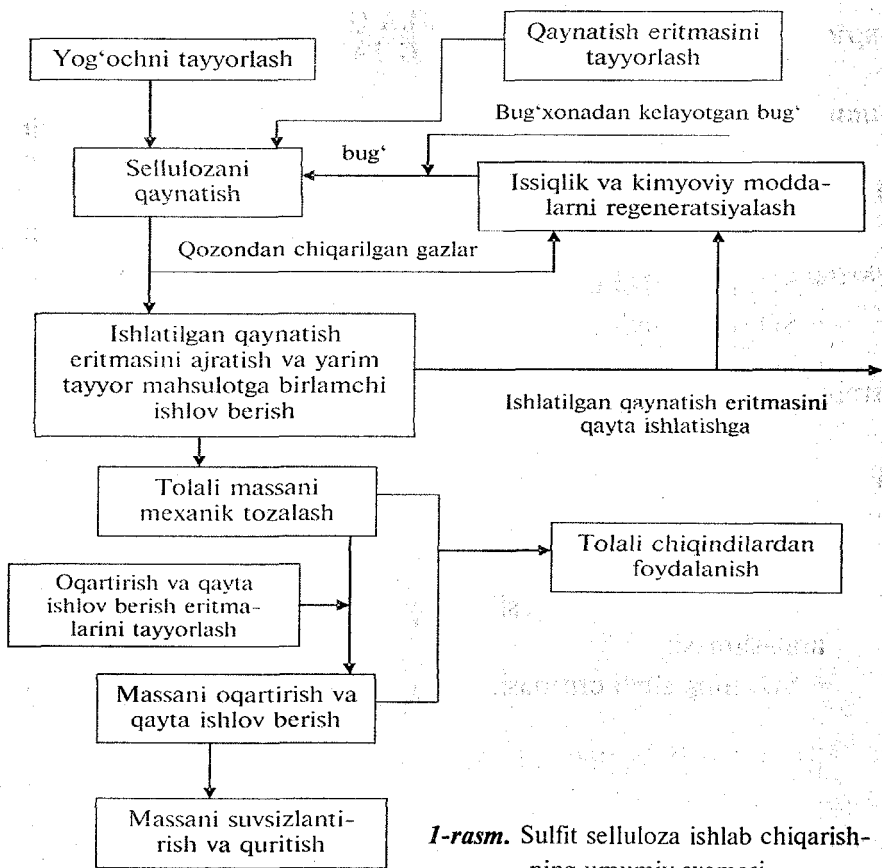 Yog‘ochni tayyorlash
Qaynatish eritmasini
tayyorlash
Bug‘xonadan kelayotgan bug‘
bug‘
Sellulozani
qaynatish
Issiqlik va kimyoviy modda-
larni regeneratsiyalash
Qozondan chiqarilgan gazlar
Ishlatilgan qaynatish
eritmasini ajratish va yarim
tayyor mahsulotga birlamchi
ishlov berish
Ishlatilgan qaynatish eritmasini
qayta ishlatishga
Tolali massani
mexanik tozalash
Tolali chiqindilardan
foydalanish
Oqartirish va qayta
ishlov berish eritma-
larini tayyorlash
Massani oqartirish va
qayta ishlov berish
Massani suvsizlanti-
rish va quritish
1-rasm. Sulfit selluloza ishlab chiqarish-
ning umumiy sxemasi